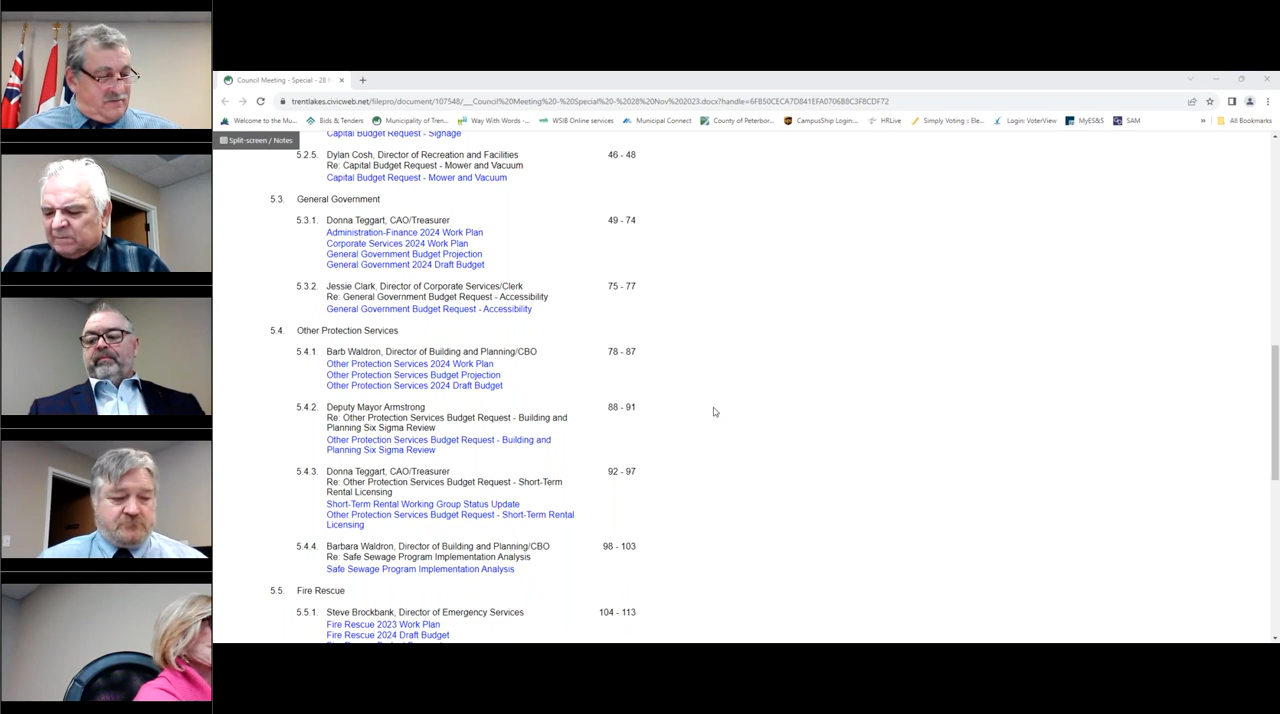 Council Meeting - Special - 28 N
trentlakes.civicweb.net/filepro/document/107548/___Council%20Meeting%20-%20Special%20-%2028%20Nov%202023.docx?handle=6FB50CECA7D841EFA0706B8C3F8CDF72
Welcome to the Mu... Bids & Tenders Municipality of Tren... Way With Words -... WSIB Online services Municipal Connect County of Peterbor... CampusShip Login:... HRLive Simply Voting : Ele... Login: VoterView MyES&S SAM » All Bookmarks
Split-screen / Notes
Capital Budget Request - Signage
5.2.5. Dylan Cosh, Director of Recreation and Facilities 46 - 48
Re: Capital Budget Request - Mower and Vacuum
Capital Budget Request - Mower and Vacuum
5.3. General Government
5.3.1. Donna Teggart, CAO/Treasurer 49 - 74
Administration-Finance 2024 Work Plan
Corporate Services 2024 Work Plan
General Government Budget Projection
General Government 2024 Draft Budget
5.3.2. Jessie Clark, Director of Corporate Services/Clerk 75 - 77
Re: General Government Budget Request - Accessibility
General Government Budget Request - Accessibility
5.4. Other Protection Services
5.4.1. Barb Waldron, Director of Building and Planning/CBO 78 - 87
Other Protection Services 2024 Work Plan
Other Protection Services Budget Projection
Other Protection Services 2024 Draft Budget
5.4.2. Deputy Mayor Armstrong 88 - 91
Re: Other Protection Services Budget Request - Building and
Planning Six Sigma Review
Other Protection Services Budget Request - Building and
Planning Six Sigma Review
5.4.3. Donna Teggart, CAO/Treasurer 92 - 97
Re: Other Protection Services Budget Request - Short-Term
Rental Licensing
Short-Term Rental Working Group Status Update
Other Protection Services Budget Request - Short-Term Rental
Licensing
5.4.4. Barbara Waldron, Director of Building and Planning/CBO 98 - 103
Re: Safe Sewage Program Implementation Analysis
Safe Sewage Program Implementation Analysis
5.5. Fire Rescue
5.5.1. Steve Brockbank, Director of Emergency Services 104 - 113
Fire Rescue 2023 Work Plan
Fire Rescue 2024 Draft Budget